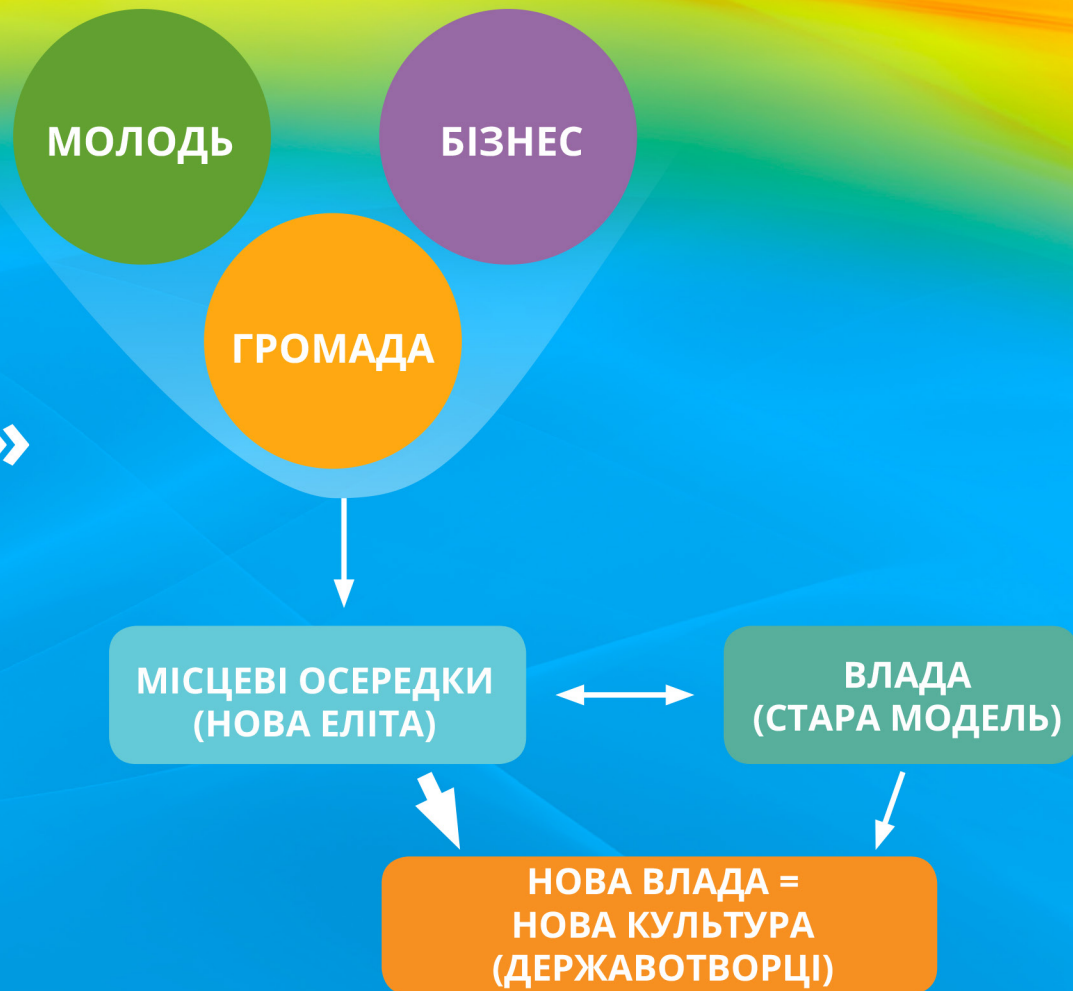 МОЛОДЬ
БІЗНЕС
ГРОМАДА
»
МІСЦЕВІ ОСЕРЕДКИ
(НОВА ЕЛІТА)
ВЛАДА
(СТАРА МОДЕЛЬ)
НОВА ВЛАДА =
НОВА КУЛЬТУРА
(ДЕРЖАВОТВОРЦІ)